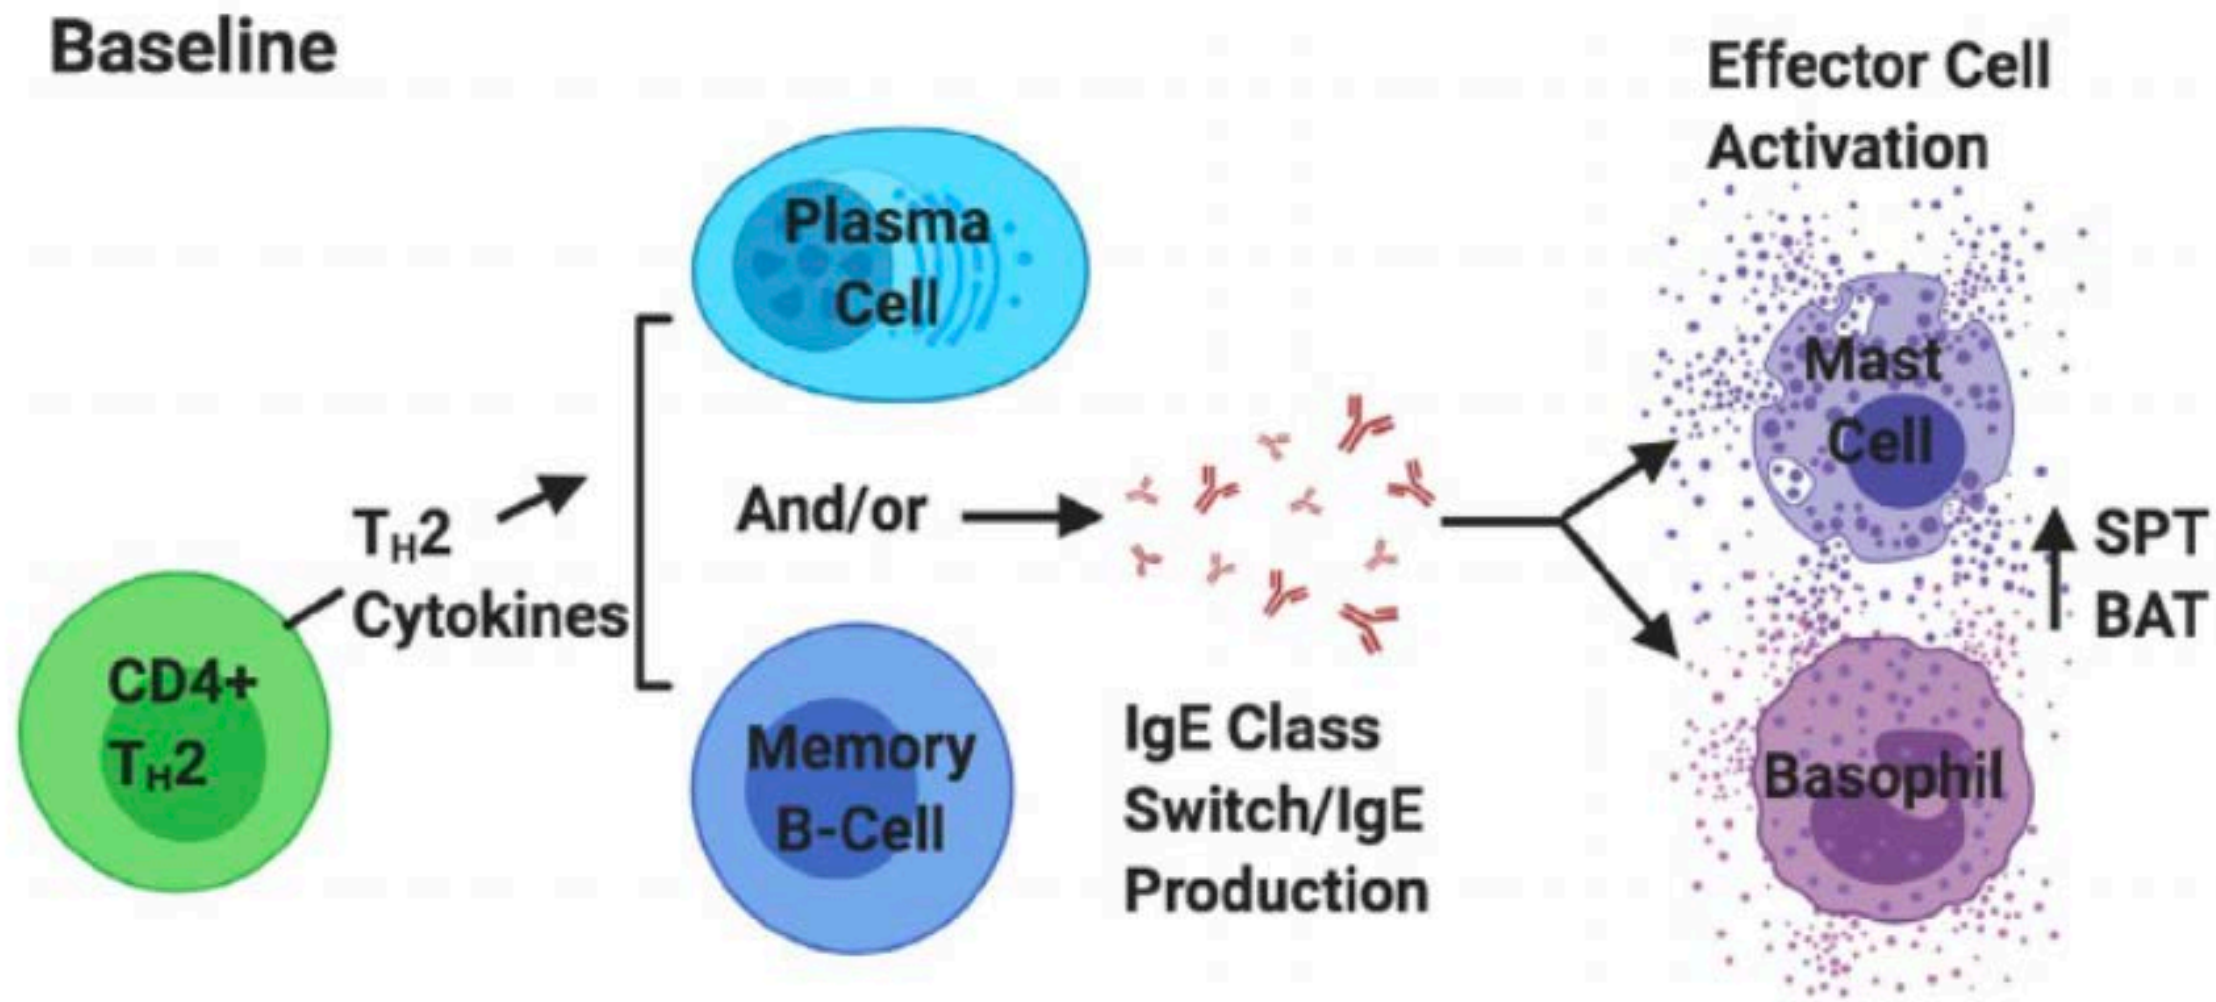 Baseline
Effector Cell
Activation
Plasma
Cell
Mast
Cell
TH2
Cytokines
And/or
SPT
BAT
CD4+
TH2
Memory
B-Cell
IgE Class
Switch/IgE
Production
Basophil